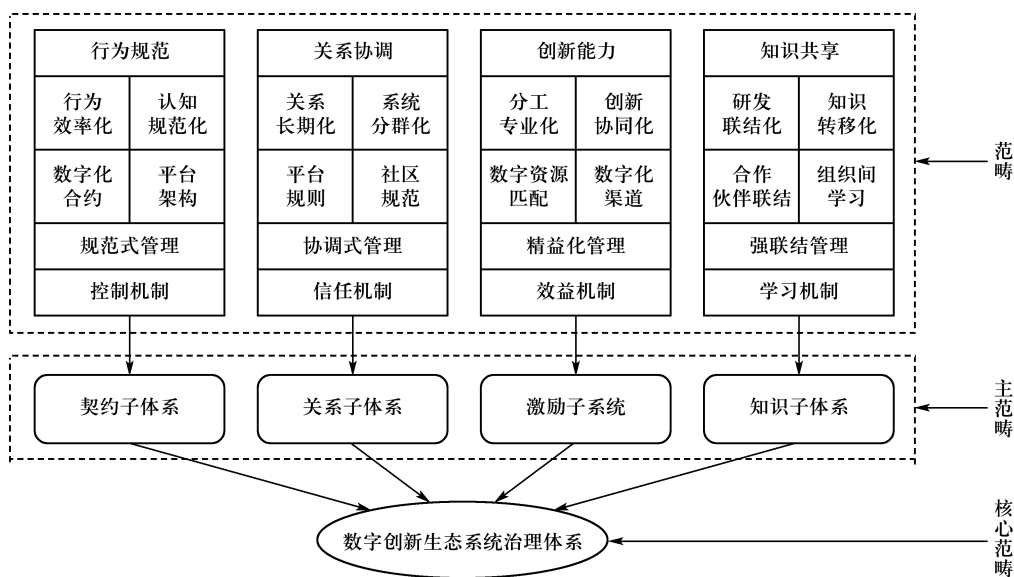 行为规范
行为
效率化
认知
规范化
数字化
合约
平台
架构
规范式管理
控制机制
关系协调
关系
长期化
系统
分群化
平台
规则
社区
规范
协调式管理
信任机制
创新能力
分工
专业化
创新
协同化
数字资源
匹配
数字化
渠道
精益化管理
效益机制
知识共享
研发
联结化
知识
转移化
合作
伙伴联结
组织间
学习
强联结管理
学习机制
范畴
契约子体系
关系子体系
激励子系统
知识子体系
主范畴
数字创新生态系统治理体系
核心范畴